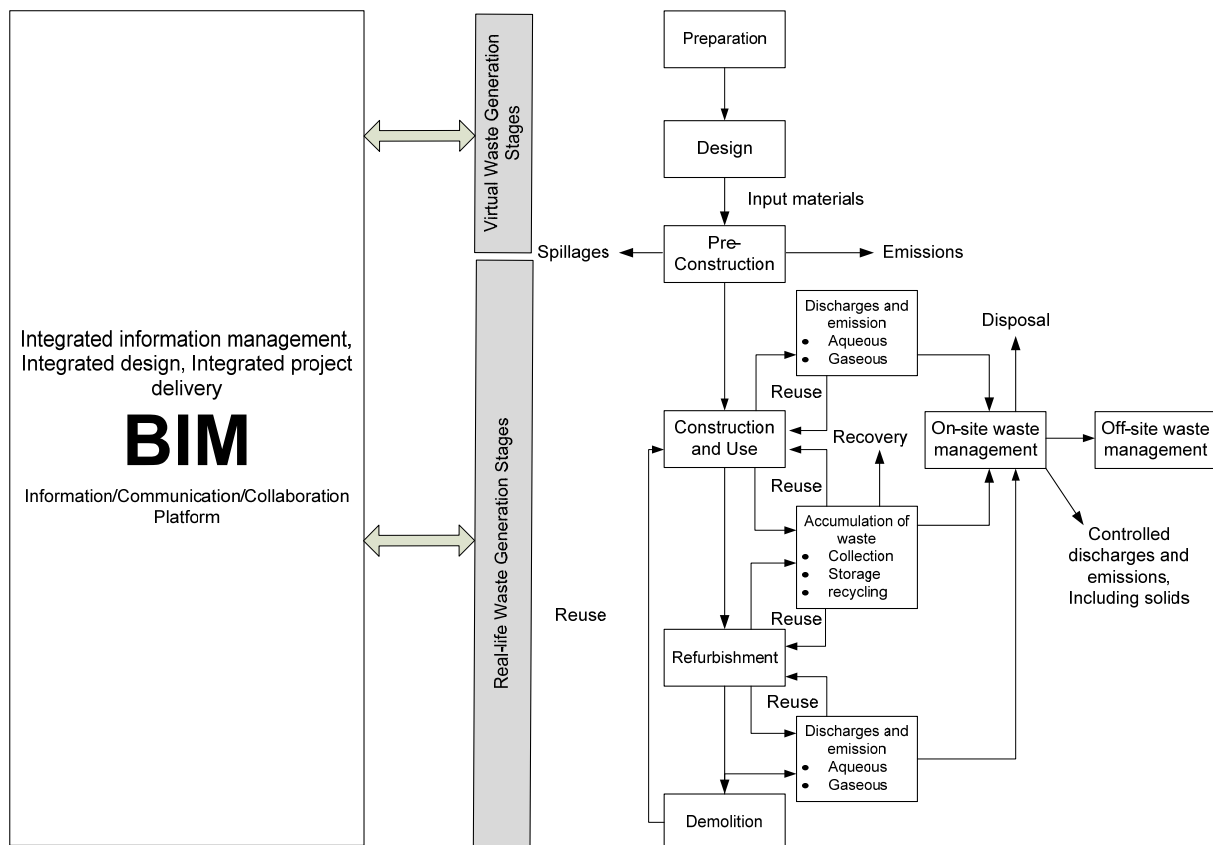 Integrated information management,
Integrated design, Integrated project
delivery
BIM
Information/Communication/Collaboration
Platform
Virtual Waste Generation
Stages
Real-life Waste Generation Stages
Preparation
Design
Input materials
Spillages
Pre-
Construction
Emissions
Discharges and
emission
• Aqueous
• Gaseous
Disposal
Reuse
Construction
and Use
Recovery
On-site waste
management
Off-site waste
management
Reuse
Accumulation of
waste
• Collection
• Storage
• recycling
Controlled
discharges and
emissions,
Including solids
Reuse
Reuse
Refurbishment
Reuse
Discharges and
emission
• Aqueous
• Gaseous
Demolition